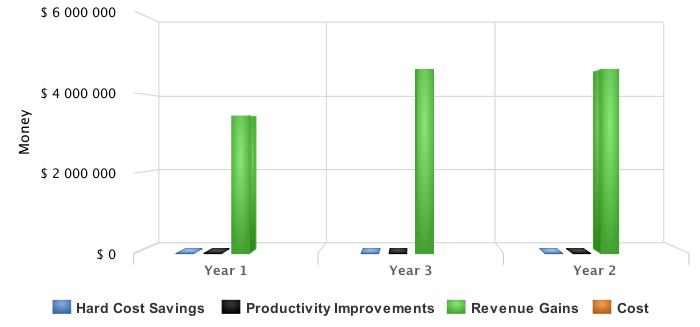 $ 6 000 000
$ 4 000 000
$ 2 000 000
$ 0
Money
Year 1
Year 3
Year 2
Hard Cost Savings
Productivity Improvements
Revenue Gains
Cost